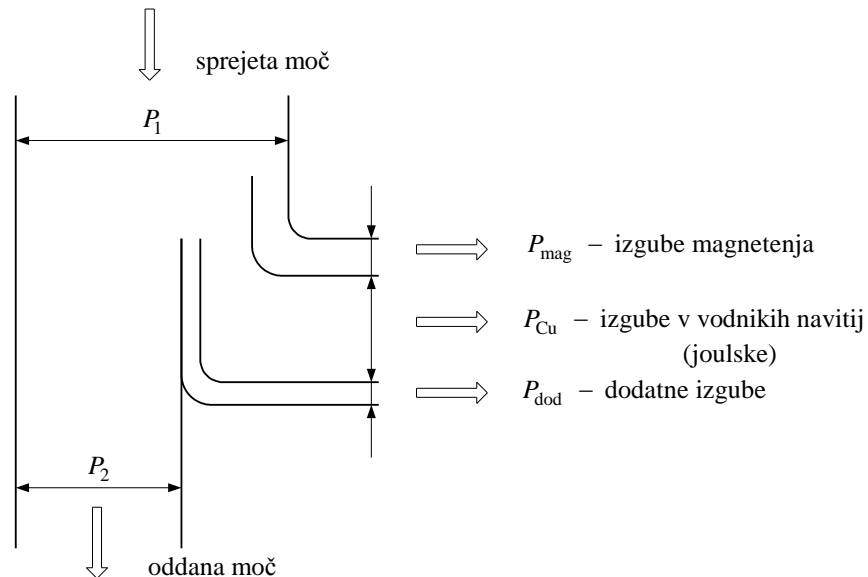 sprejeta moč
P1
Pmag – izgube magnetenja
PCu – izgube v vodnikih navitij
(joulske)
Pdod – dodatne izgube
P2
oddana moč